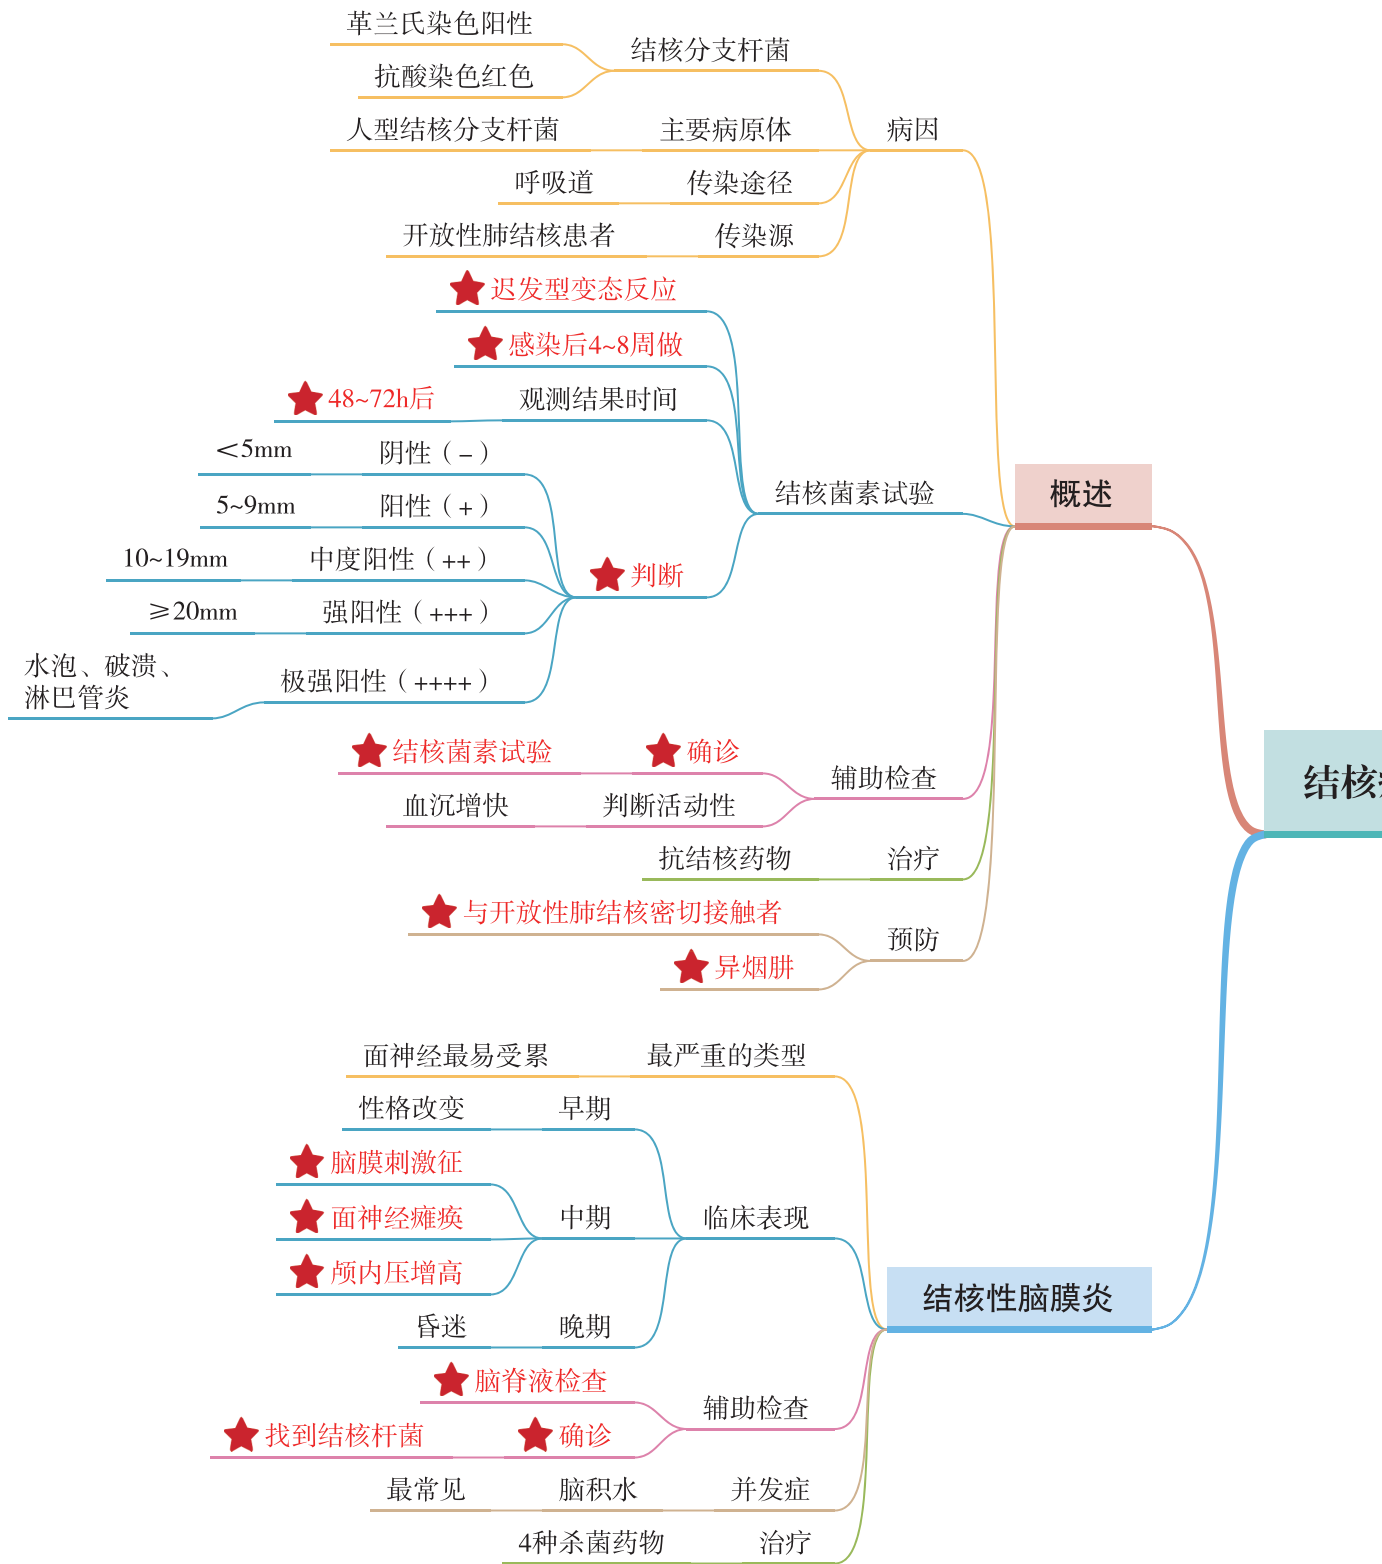 革兰氏染色阳性
结核分支杆菌
抗酸染色红色
人型结核分支杆菌
主要病原体
病因
呼吸道
传染途径
开放性肺结核患者
传染源
迟发型变态反应
感染后4~8周做
48~72h后
观测结果时间
<5mm
阴性（－）
结核菌素试验
概述
5~9mm
阳性（+）
10~19mm
中度阳性（++）
判断
≥20mm
强阳性（+++）
水泡、破溃、
淋巴管炎
极强阳性（++++）
结核菌素试验
确诊
辅助检查
结核
血沉增快
判断活动性
抗结核药物
治疗
与开放性肺结核密切接触者
预防
异烟肼
面神经最易受累
最严重的类型
性格改变
早期
脑膜刺激征
面神经瘫痪
中期
临床表现
颅内压增高
结核性脑膜炎
昏迷
晚期
脑脊液检查
辅助检查
找到结核杆菌
确诊
最常见
脑积水
并发症
4种杀菌药物
治疗